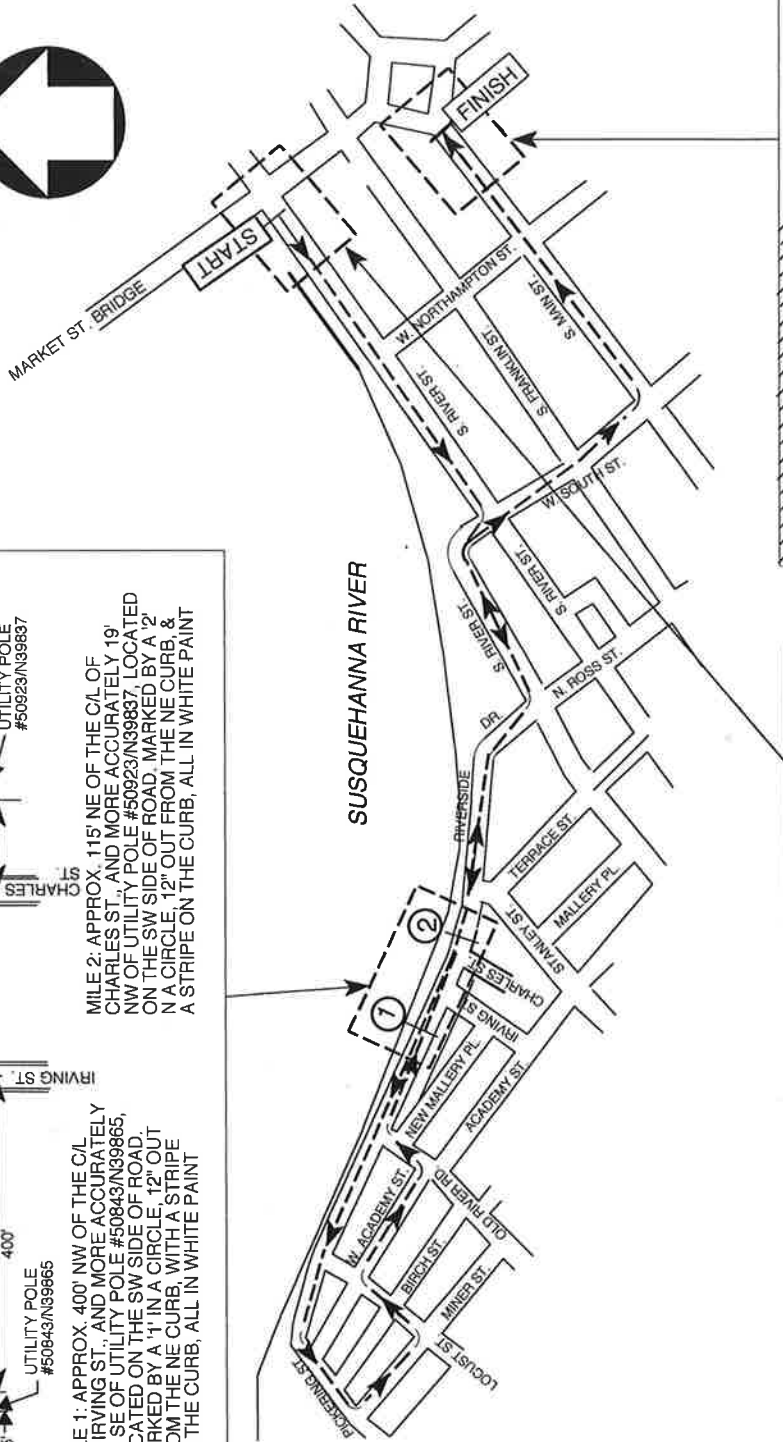 MARKET ST. BRIDGE
START
FINISH
W. NORTHAMPTON ST.
S. RIVER ST.
S. FRANKLIN ST.
S. MAIN ST.
W. SOUTH ST.
S. RIVER ST.
S. RIVER ST.
N. ROSS ST.
SUSQUEHANNA RIVER
RIVERSIDE
DR.
TERRACE ST.
MALLERY PL.
STANLEY ST.
CHARLES ST.
IRVING ST.
2
1
NEW MALLERY PL.
ACADEMY ST.
W. ACADEMY ST.
OLD RIVER RD.
BIRCH ST.
MINER ST.
LOCUST ST.
PICKERING ST.
UTILITY POLE
#50923/N39837
CHARLES
ST.
MILE 2: APPROX. 115' NE OF THE C/L OF
CHARLES ST., AND MORE ACCURATELY 19'
NW OF UTILITY POLE #50923/N39837, LOCATED
ON THE SW SIDE OF ROAD. MARKED BY A '2'
N A CIRCLE, 12" OUT FROM THE NE CURB, &
A STRIPE ON THE CURB, ALL IN WHITE PAINT
IRVING ST.
400'
UTILITY POLE
#50843/N39865
E 1: APPROX. 400' NW OF THE C/L
IRVING ST., AND MORE ACCURATELY
SE OF UTILITY POLE #50843/N39865,
CATED ON THE SW SIDE OF ROAD.
RKED BY A '1' IN A CIRCLE, 12" OUT
OM THE NE CURB, WITH A STRIPE
THE CURB, ALL IN WHITE PAINT